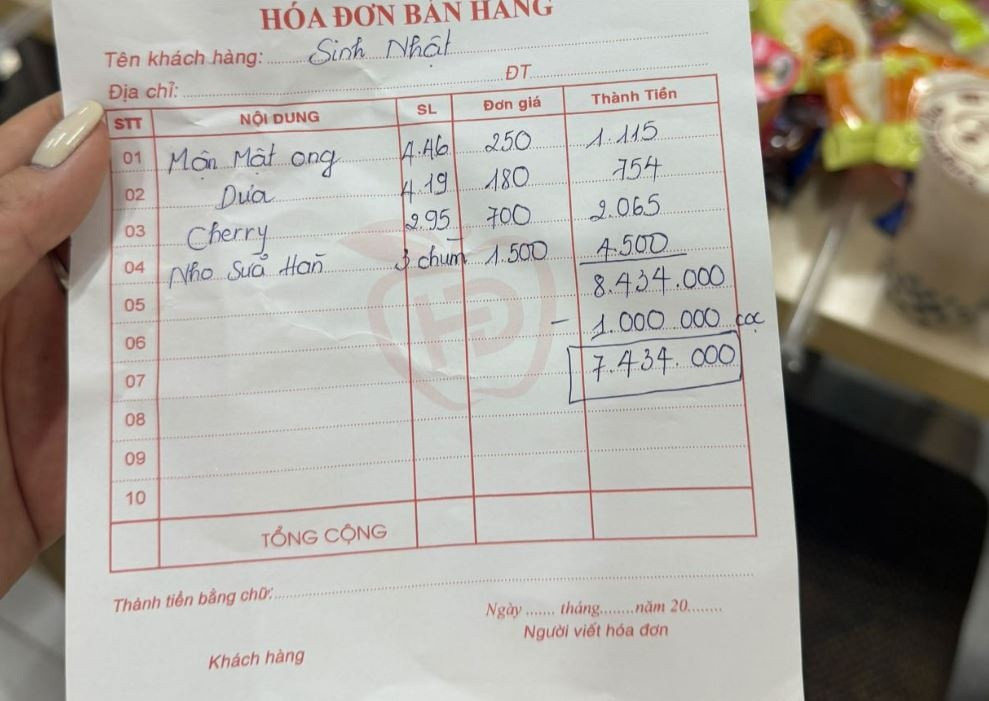 HÓA ĐƠN BÁN HÀNG
Tên khách hàng: Sinh Nhật
Địa chỉ: ĐT
STT NỘI DUNG SL Đơn giá Thành Tiền
01 Mận Mật ong 4.46 250 1.115
02 Dưa 4.19 180 754
03 Cherry 2.95 700 2.065
04 Nho Sữa Hàn 3 chùm 1.500 4.500
05 8.434.000
06 - 1.000.000 cọc
07 7.434.000
08
09
10
TỔNG CỘNG
Thành tiền bằng chữ:
Ngày ....... tháng........năm 20.......
Người viết hóa đơn
Khách hàng